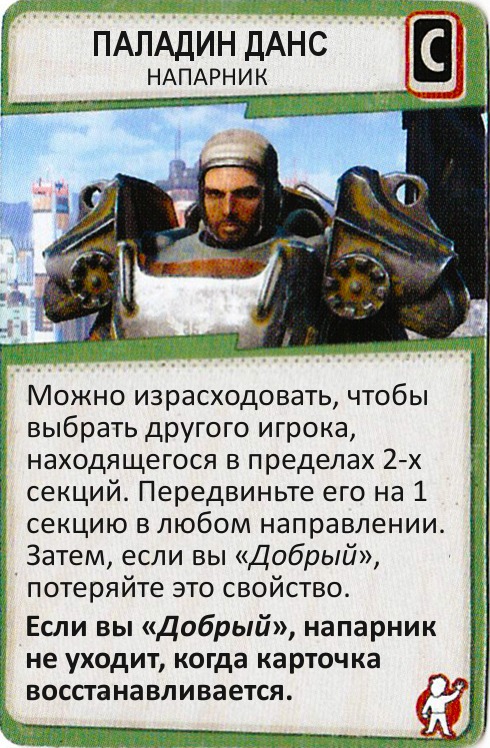 ПАЛАДИН ДАНС
НАПАРНИК
C
Можно израсходовать, чтобы
выбрать другого игрока,
находящегося в пределах 2-х
секций. Передвиньте его на 1
секцию в любом направлении.
Затем, если вы «Добрый»,
потеряйте это свойство.
Если вы «Добрый», напарник
не уходит, когда карточка
восстанавливается.